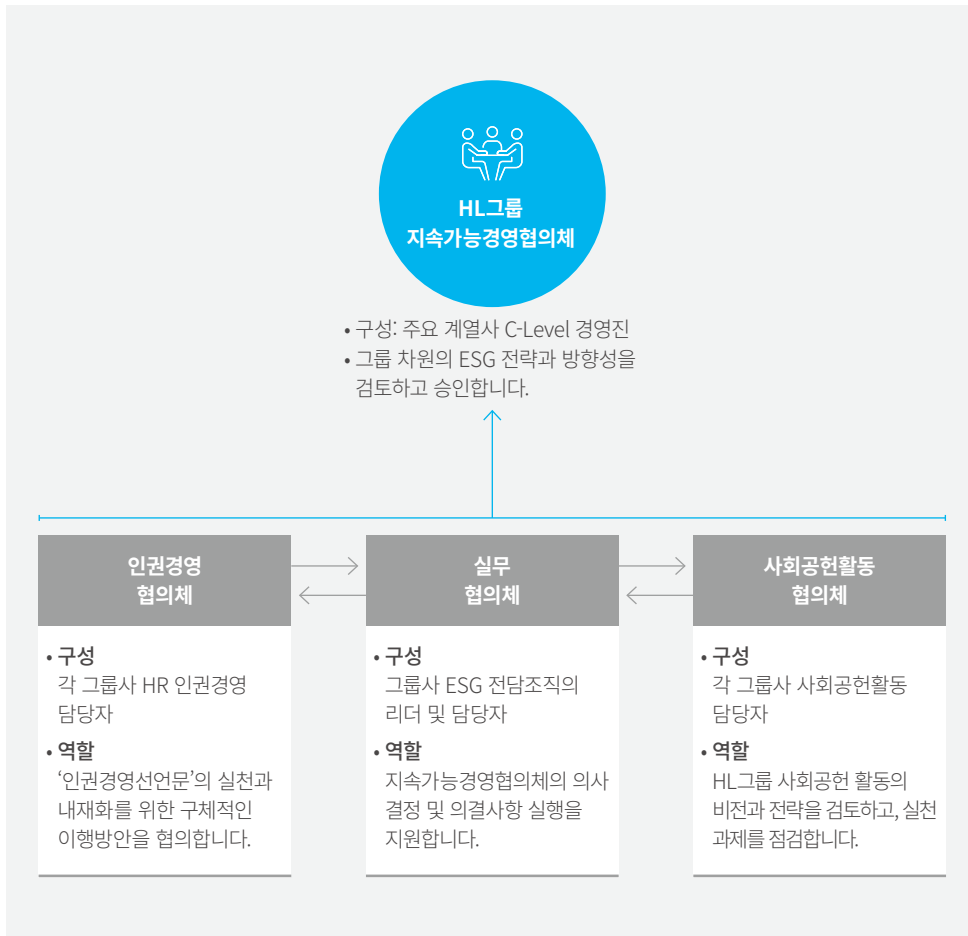 HL그룹
지속가능경영협의체
• 구성: 주요 계열사 C-Level 경영진
• 그룹 차원의 ESG 전략과 방향성을
검토하고 승인합니다.
인권경영
협의체
• 구성
각 그룹사 HR 인권경영
담당자
• 역할
‘인권경영선언문’의 실천과
내재화를 위한 구체적인
이행방안을 협의합니다.
실무
협의체
• 구성
그룹사 ESG 전담조직의
리더 및 담당자
• 역할
지속가능경영협의체의 의사
결정 및 의결사항 실행을
지원합니다.
사회공헌활동
협의체
• 구성
각 그룹사 사회공헌활동
담당자
• 역할
HL그룹 사회공헌 활동의
비전과 전략을 검토하고, 실천
과제를 점검합니다.